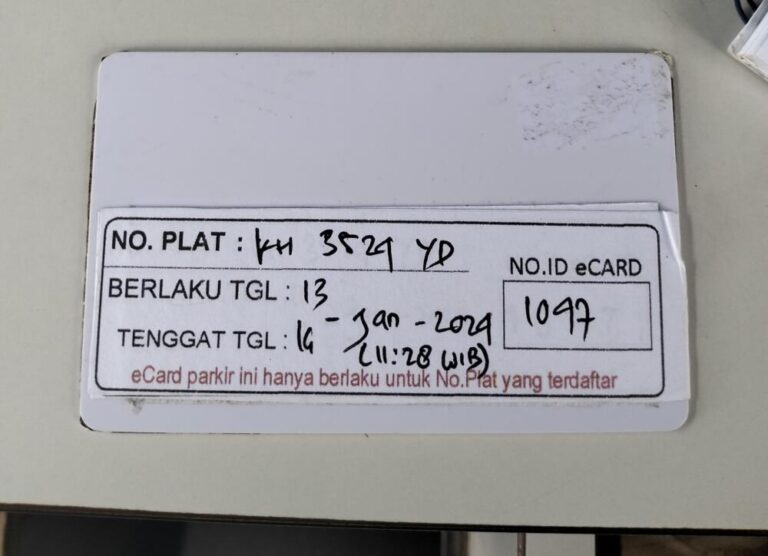 NO. PLAT : KH 3529 YD
BERLAKU TGL : 13
NO.ID eCARD
1097
TENGGAT TGL : 14 - Jan - 2024
(11:28 WIB)
eCard parkir ini hanya berlaku untuk No.Plat yang terdaftar